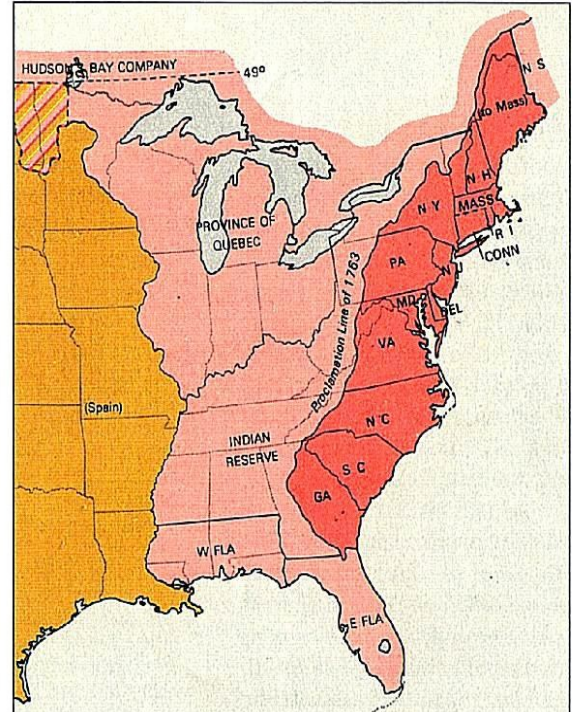 HUDSON BAY COMPANY
49°
N S
(to Mass)
N H
N Y
MASS
R I
CONN
PROVINCE OF
QUEBEC
PA
N J
MD
DEL
Proclamation Line of 1763
VA
(Spain)
N C
INDIAN
RESERVE
S C
GA
W FLA
E FLA